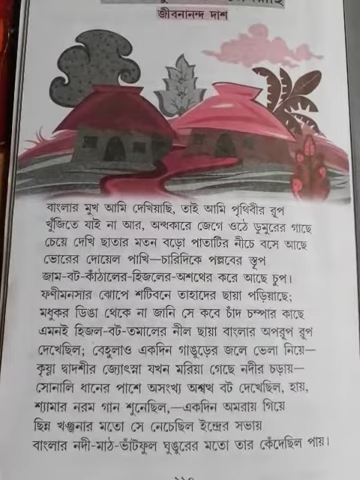 জীবনানন্দ দাশ
বাংলার মুখ আমি দেখিয়াছি, তাই আমি পৃথিবীর রূপ
খুঁজিতে যাই না আর, অন্ধকারে জেগে ওঠে ডুমুরের গাছে
চেয়ে দেখি ছাতার মতন বড়ো পাতাটির নীচে বসে আছে
ভোরের দোয়েল পাখি—চারিদিকে পল্লবের স্তূপ
জাম-বট-কাঁঠালের-হিজলের-অশথের করে আছে চুপ।
ফণীমনসার ঝোপে শটিবনে তাহাদের ছায়া পড়িয়াছে;
মধুকর ডিঙা থেকে না জানি সে কবে চাঁদ চম্পার কাছে
এমনই হিজল-বট-তমালের নীল ছায়া বাংলার অপরূপ রূপ
দেখেছিল; বেহুলাও একদিন গাঙুড়ের জলে ভেলা নিয়ে—
কৃষ্ণা দ্বাদশীর জ্যোৎস্না যখন মরিয়া গেছে নদীর চড়ায়—
সোনালি ধানের পাশে অসংখ্য অশ্বত্থ বট দেখেছিল, হায়,
শ্যামার নরম গান শুনেছিল,—একদিন অমরায় গিয়ে
ছিন্ন খঞ্জনার মতো সে নেচেছিল ইন্দ্রের সভায়
বাংলার নদী-মাঠ-ভাঁটফুল ঘুঙুরের মতো তার কেঁদেছিল পায়।